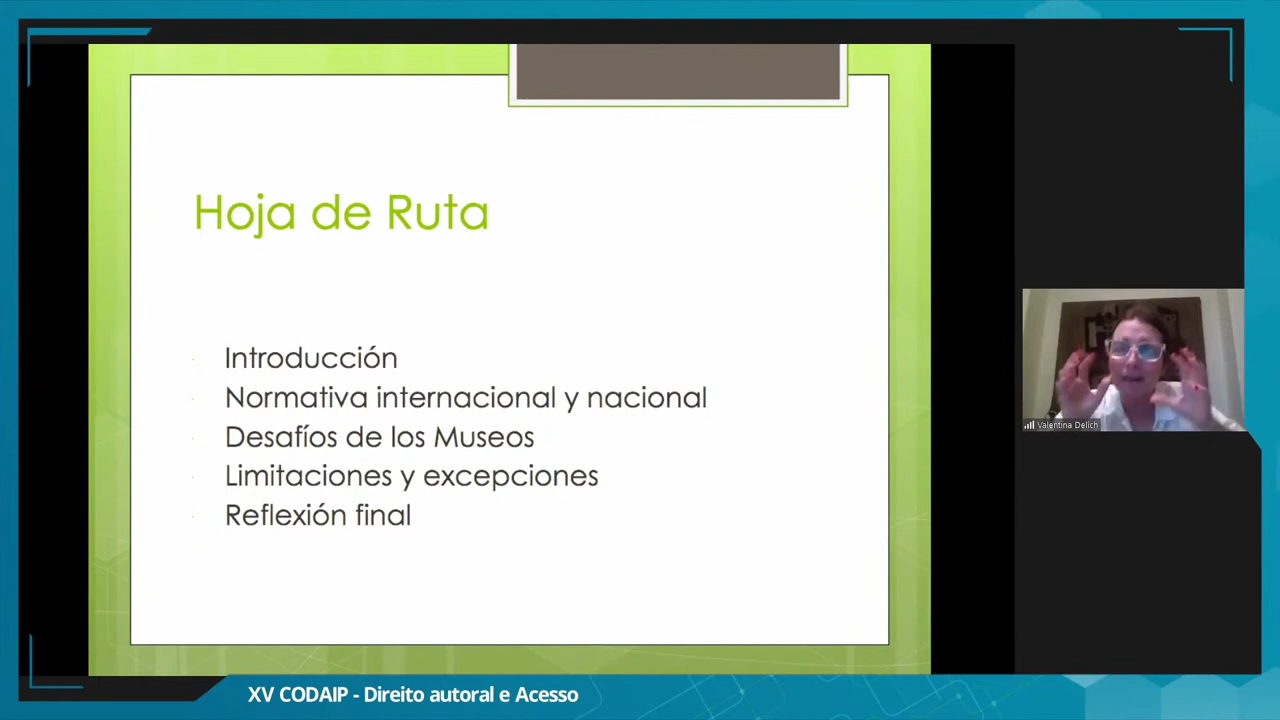 Hoja de Ruta
Introducción
Normativa internacional y nacional
Desafíos de los Museos
Limitaciones y excepciones
Reflexión final
Valentina Delich
XV CODAIP - Direito autoral e Acesso